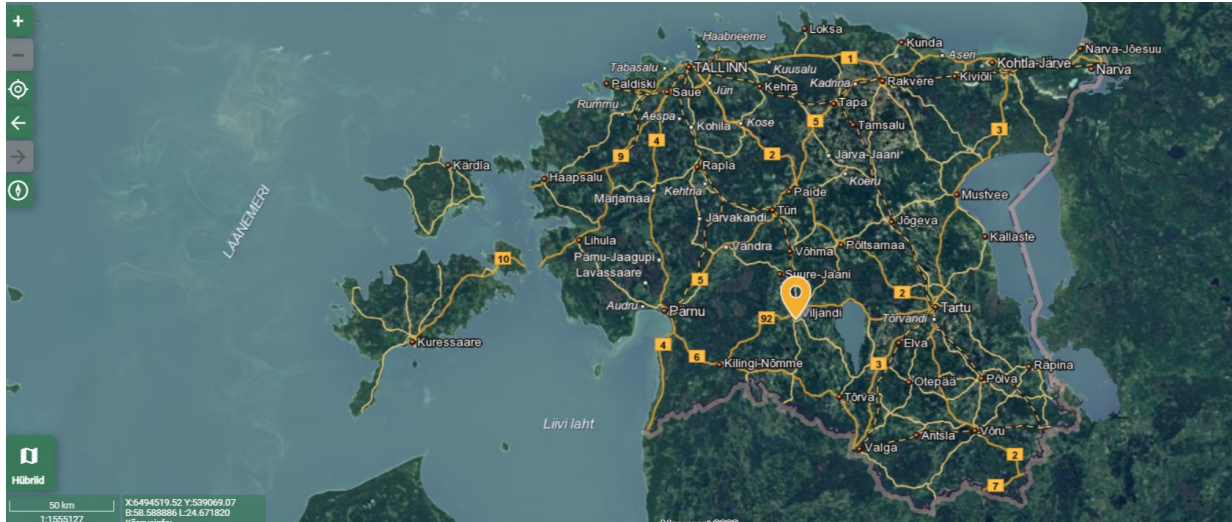 Loksa
Haabneeme
Kunda
Aseri
Narva-Jõesuu
Tabasalu
TALLINN
Kuusalu
1
Kohtla-Järve
Narva
Paldiski
Saue
Jüri
Kehra
Kadrina
Rakvere
Kiviõli
Rummu
Aespa
Kohila
Kose
5
Tapa
Tamsalu
3
4
9
2
Järva-Jaani
Kärdla
Haapsalu
Rapla
Koeru
Märjamaa
Kehtna
Paide
Mustvee
LÄÄNEMERI
Järvakandi
Türi
Jõgeva
Lihula
Vändra
Võhma
Põltsamaa
Kallaste
10
Pärnu-Jaagupi
Lavassaare
5
Suure-Jaani
2
Audru
Pärnu
92
Viljandi
Tõrvandi
Tartu
Kuressaare
4
6
Kilingi-Nõmme
3
Elva
Otepää
Põlva
Räpina
Tõrva
Liivi laht
Valga
Antsla
Võru
2
7
Hübriid
50 km
1:1555127
X:6494519.52 Y:539069.07
B:58.588886 L:24.671820